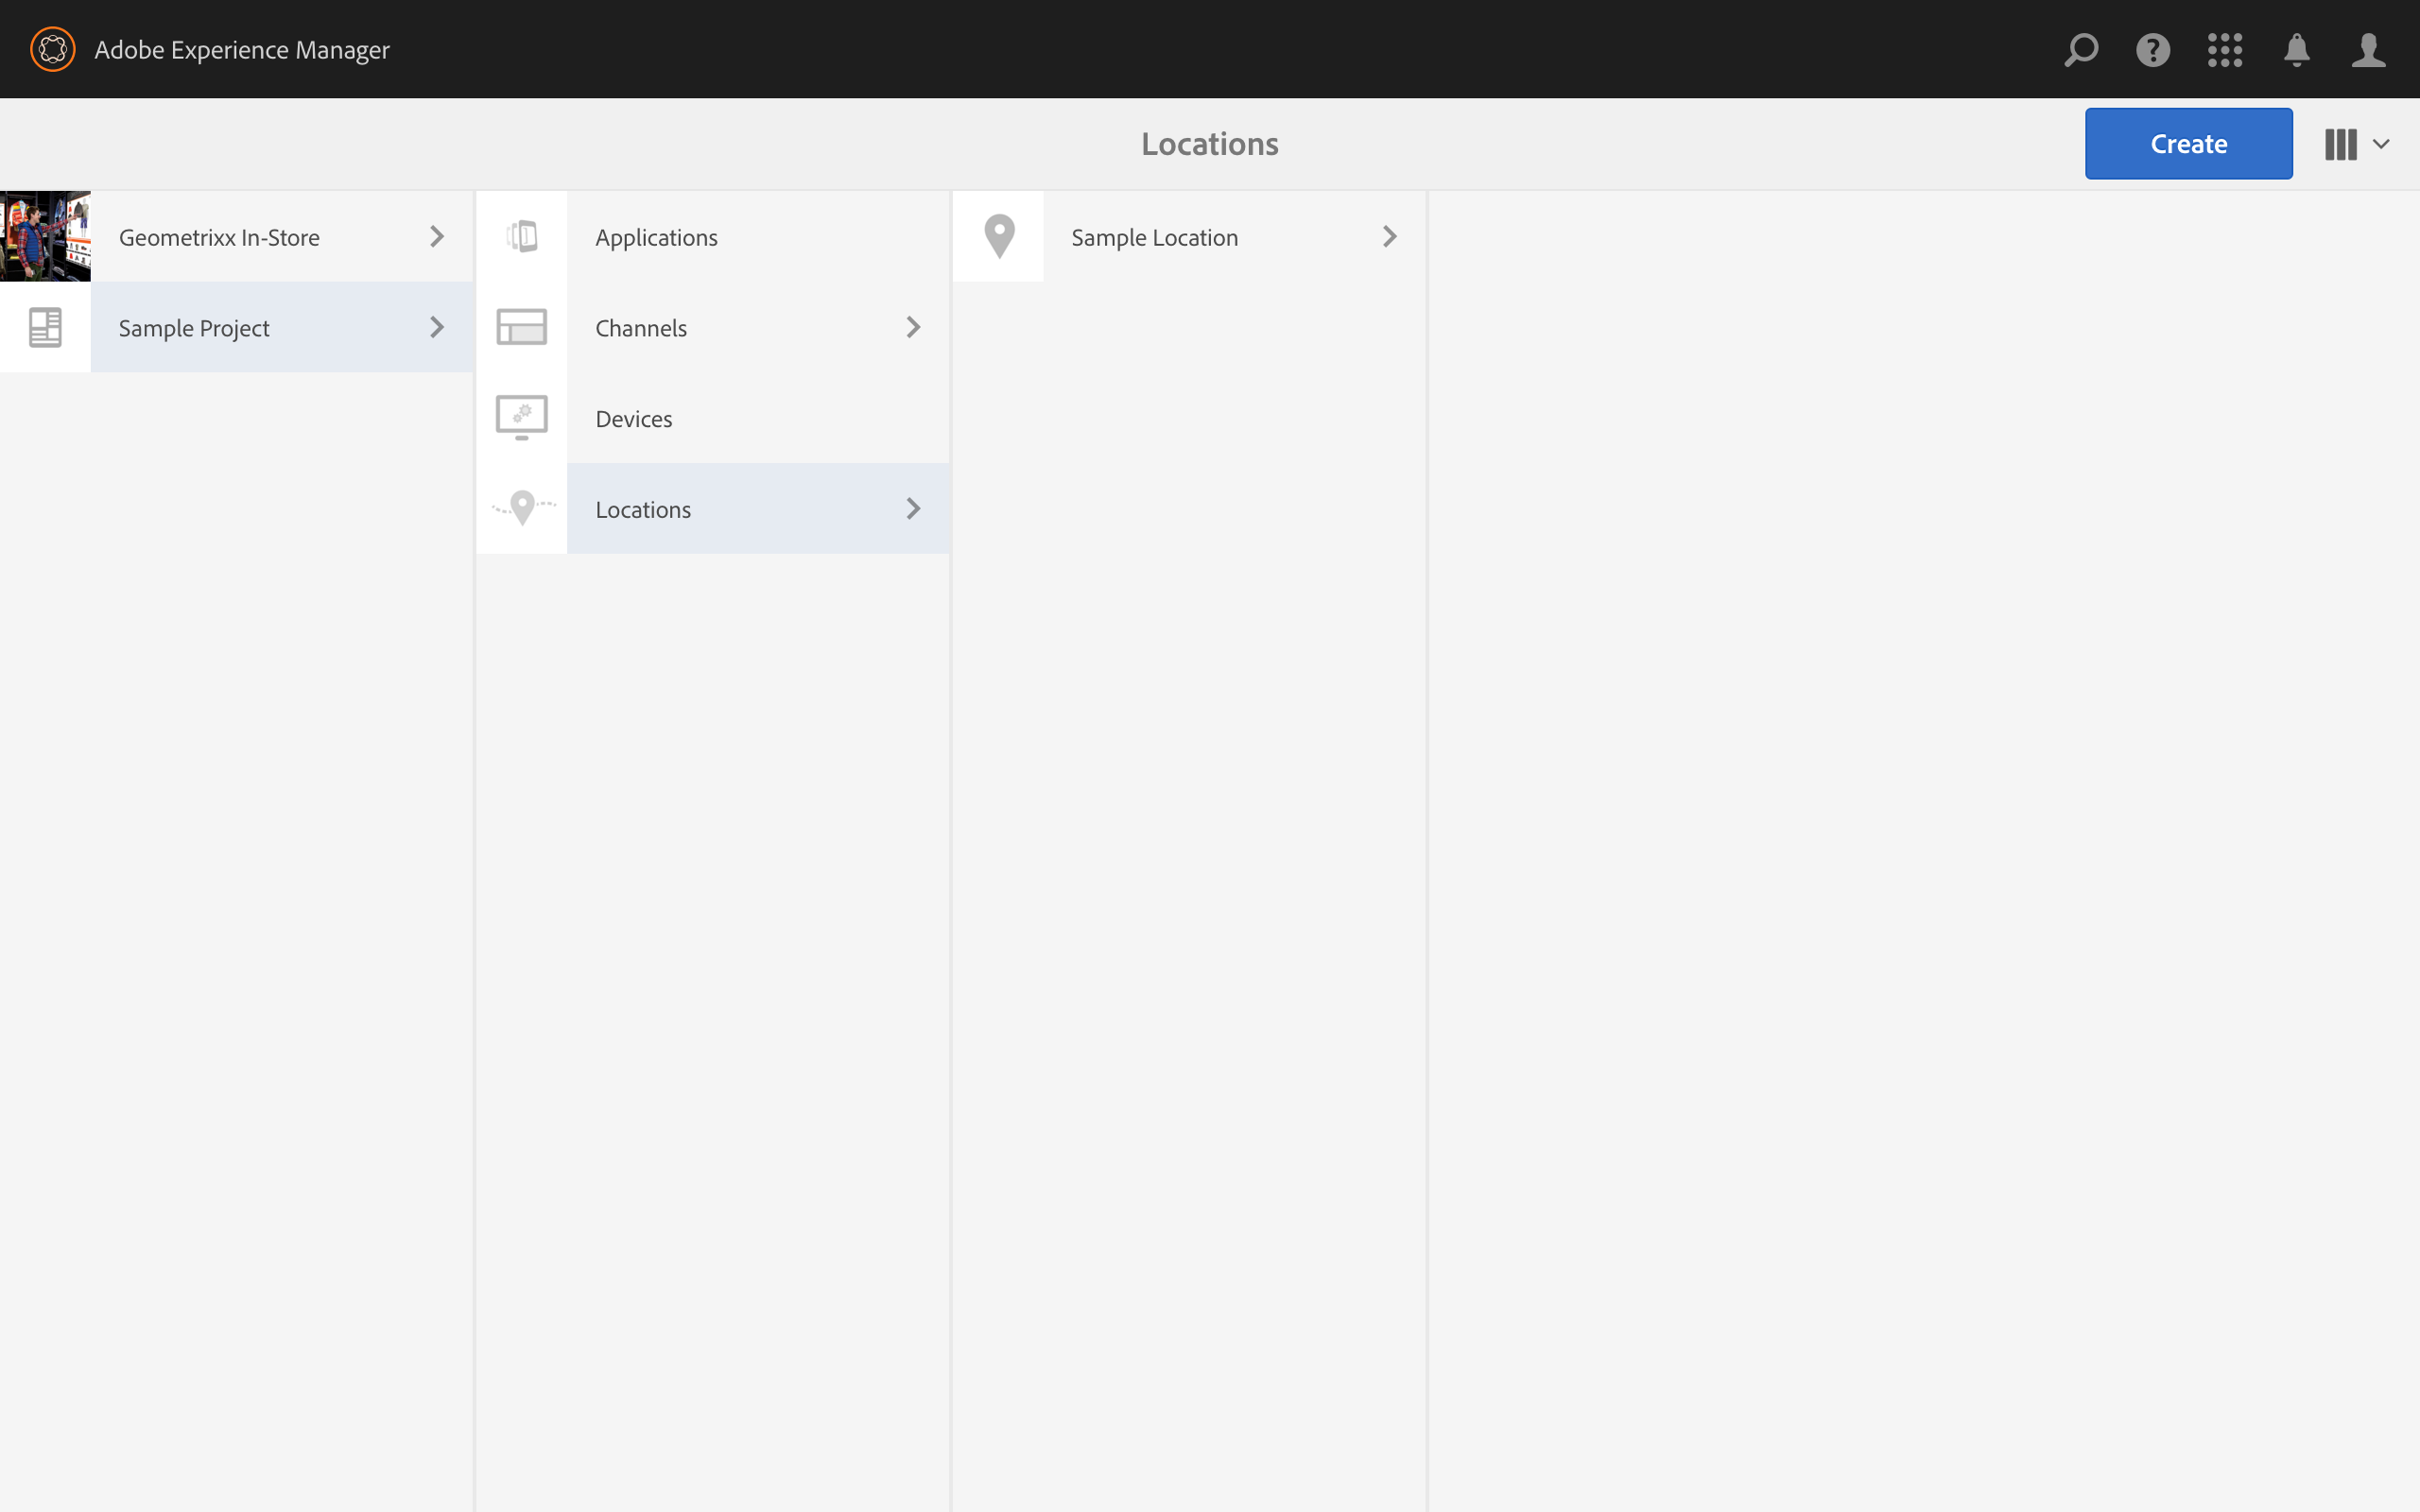 Adobe Experience Manager
Locations
Create
Geometrixx In-Store
Sample Project
Applications
Channels
Devices
Locations
Sample Location